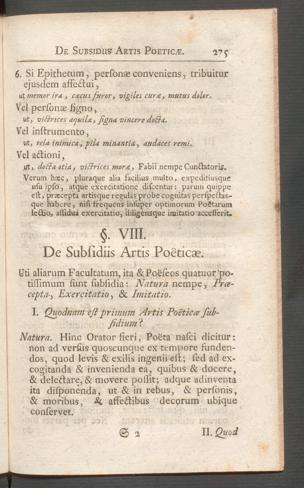 DE SUBSIDIIS ARTIS POETICÆ. 275
6. Si Epithetum, personæ conveniens, tribuitur
ejusdem affectui,
ut memor ira, cæcus furor, vigiles curæ, mutus dolor.
Vel personæ signo,
ut, victrices aquila, signa vincere docta.
Vel instrumento,
ut, tela inimica, pila minantia, audaces remi.
Vel actioni,
ut, docta otia, victrices moræ, Fabii nempe Cunctatoris.
Verum hæc, pluraque alia facilius multo, expeditiusque
usu ipso, atque exercitatione discentur: parum quippe
est, præcepta artisque regulas probe cognitas perspectas-
que habere, nisi frequens insuper optimorum Poëtarum
lectio, assidua exercitatio, diligensque imitatio accesserit.
§. VIII.
De Subsidiis Artis Poëticæ.
Uti aliarum Facultatum, ita & Poëseos quatuor po-
tissimum sunt subsidia: Natura nempe, Præ-
cepta, Exercitatio, & Imitatio.
I. Quodnam est primum Artis Poëticæ sub-
sidium?
Natura. Hinc Orator fieri, Poëta nasci dicitur:
non ad versus quoscunque ex tempore funden-
dos, quod levis & exilis ingenii est; sed ad ex-
cogitanda & invenienda ea, quibus & docere,
& delectare, & movere possit; adque adinventa
ita disponenda, ut & in rebus, & personis,
& moribus, & affectibus decorum ubique
conservet.
S 2 II. Quod